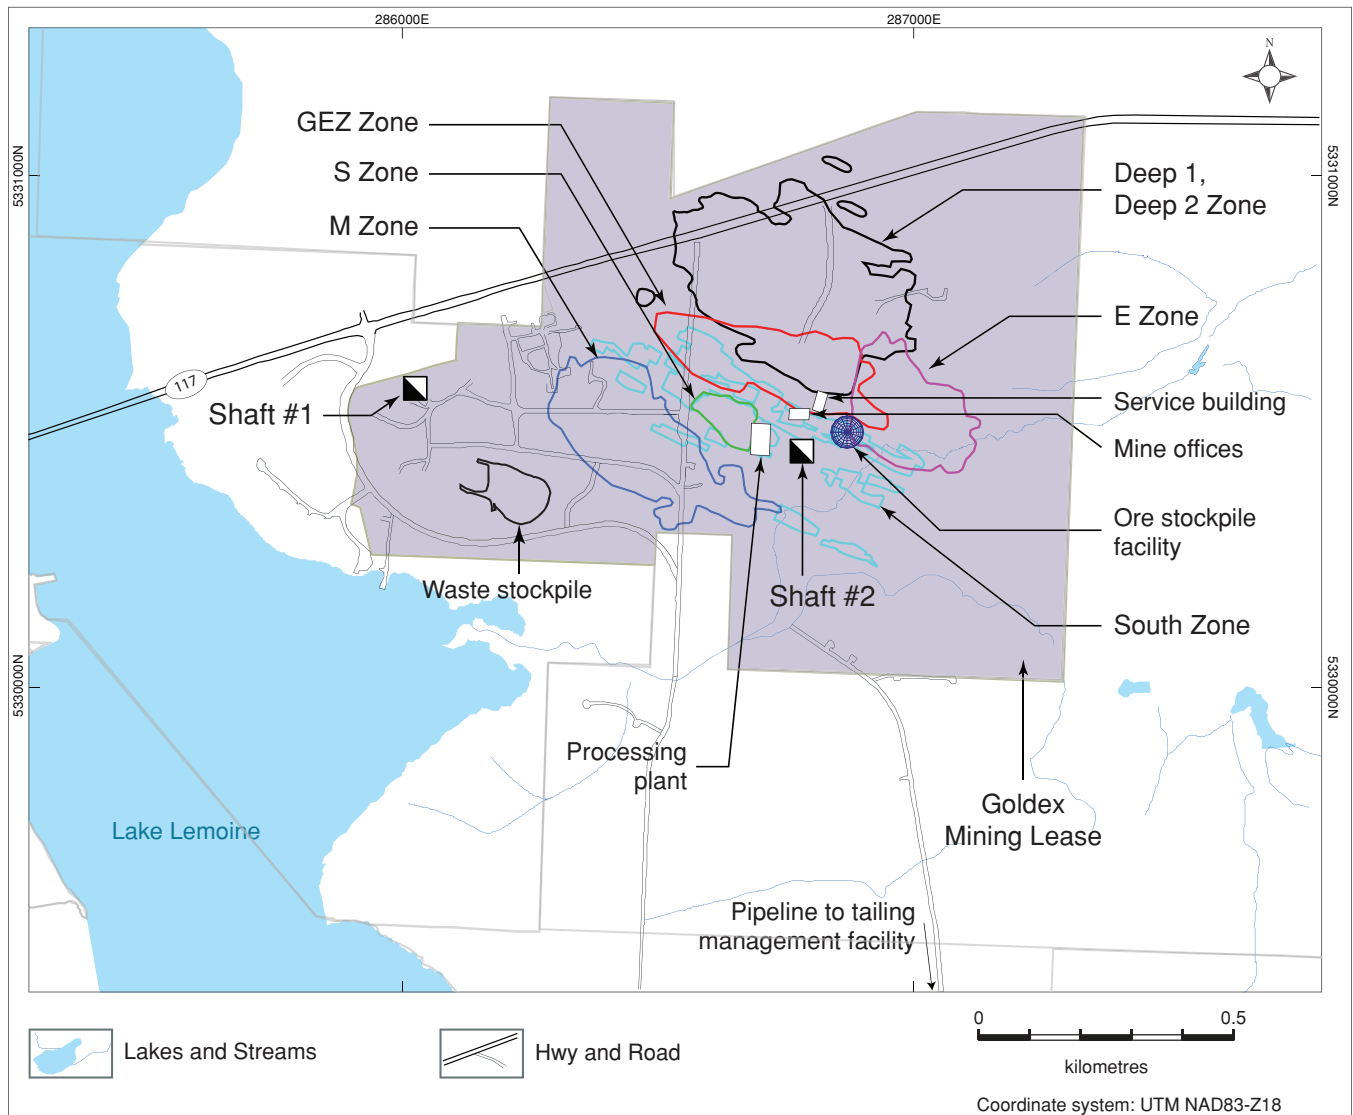 286000E
287000E
N
5331000N
5331000N
GEZ Zone
S Zone
M Zone
Deep 1,
Deep 2 Zone
E Zone
117
Shaft #1
Service building
Mine offices
Ore stockpile
facility
Waste stockpile
Shaft #2
South Zone
5330000N
5330000N
Processing
plant
Goldex
Mining Lease
Lake Lemoine
Pipeline to tailing
management facility
Lakes and Streams
Hwy and Road
0
0.5
kilometres
Coordinate system: UTM NAD83-Z18